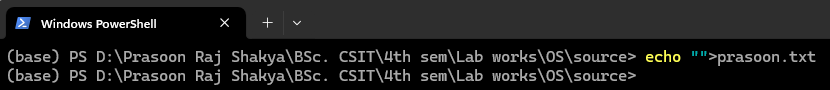 Windows PowerShell
(base) PS D:\Prasoon Raj Shakya\BSc. CSIT\4th sem\Lab works\OS\source> echo "">prasoon.txt
(base) PS D:\Prasoon Raj Shakya\BSc. CSIT\4th sem\Lab works\OS\source>